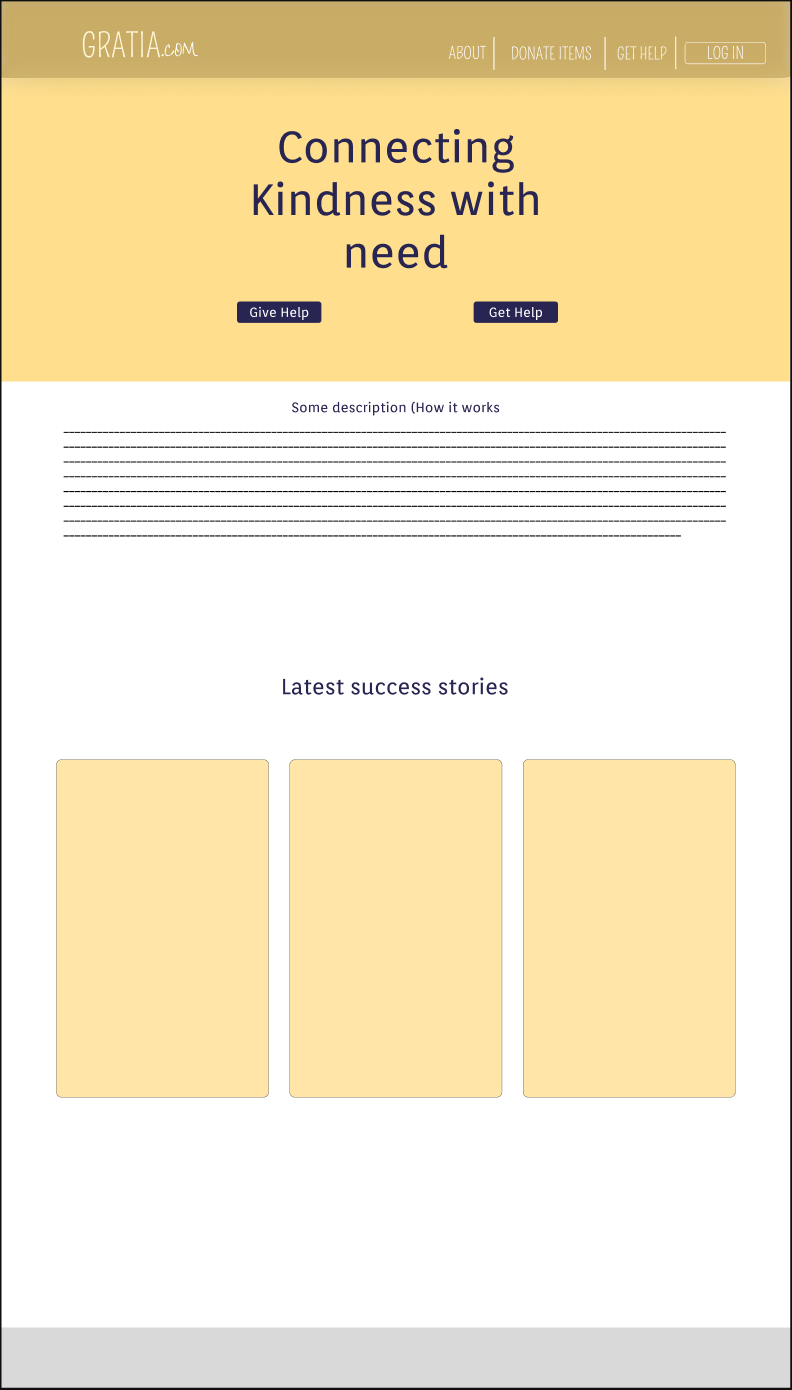 GRATIA.com
ABOUT
DONATE ITEMS
GET HELP
LOG IN
Connecting
Kindness with
need
Give Help
Get Help
Some description (How it works
Latest success stories